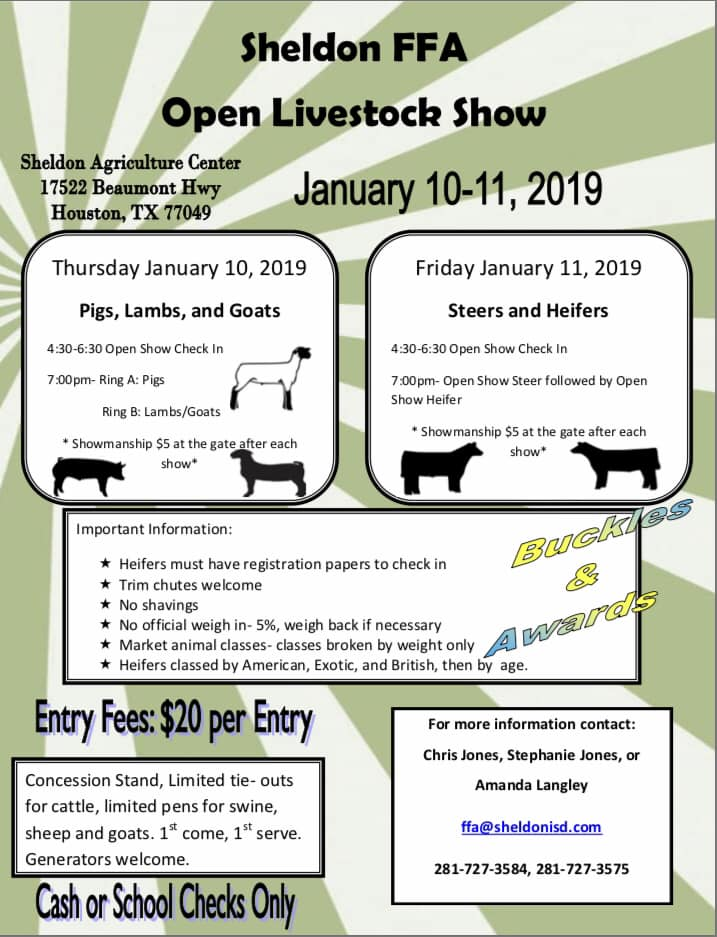 Sheldon FFA
Open Livestock Show
Sheldon Agriculture Center
17522 Beaumont Hwy
Houston, TX 77049
January 10-11, 2019
Thursday January 10, 2019
Pigs, Lambs, and Goats
4:30-6:30 Open Show Check In
7:00pm- Ring A: Pigs
Ring B: Lambs/Goats
* Showmanship $5 at the gate after each
show*
Friday January 11, 2019
Steers and Heifers
4:30-6:30 Open Show Check In
7:00pm- Open Show Steer followed by Open
Show Heifer
* Showmanship $5 at the gate after each
show*
Important Information:
★ Heifers must have registration papers to check in
★ Trim chutes welcome
★ No shavings
★ No official weigh in- 5%, weigh back if necessary
★ Market animal classes- classes broken by weight only
★ Heifers classed by American, Exotic, and British, then by age.
Buckles
&
Awards
Entry Fees: $20 per Entry
Concession Stand, Limited tie- outs
for cattle, limited pens for swine,
sheep and goats. 1st come, 1st serve.
Generators welcome.
Cash or School Checks Only
For more information contact:
Chris Jones, Stephanie Jones, or
Amanda Langley
ffa@sheldonisd.com
281-727-3584, 281-727-3575